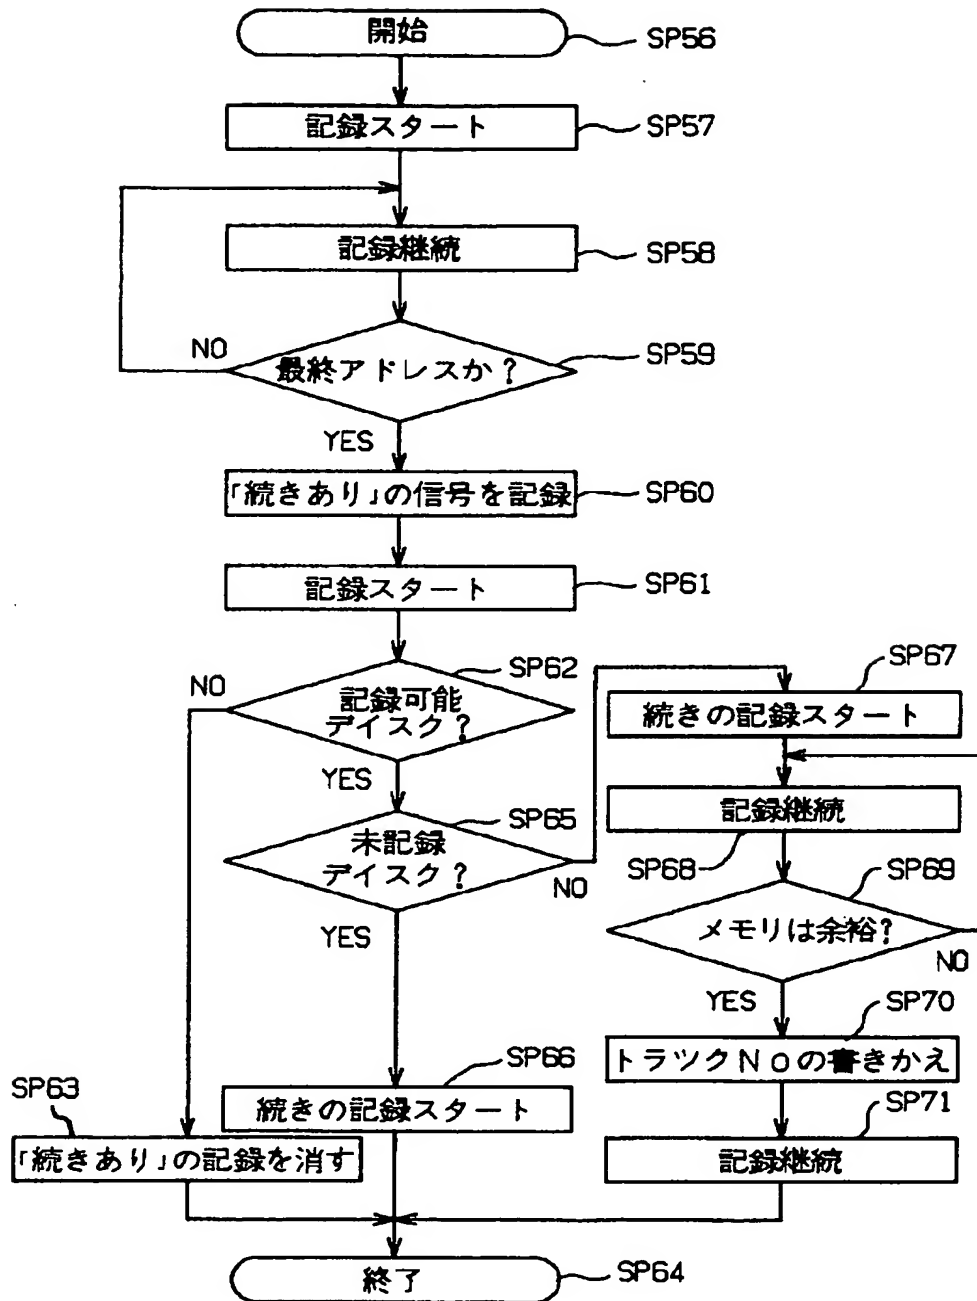 開始
SP56
記録スタート
SP57
記録継続
SP58
NO
最終アドレスか?
SP59
YES
「続きあり」の信号を記録
SP60
記録スタート
SP61
NO
記録可能
ディスク?
SP62
YES
未記録
ディスク?
SP65
NO
YES
SP67
続きの記録スタート
記録継続
SP68
SP69
メモリは余裕?
NO
YES
SP70
トラツクNoの書きかえ
SP71
記録継続
SP66
続きの記録スタート
SP63
「続きあり」の記録を消す
終了
SP64